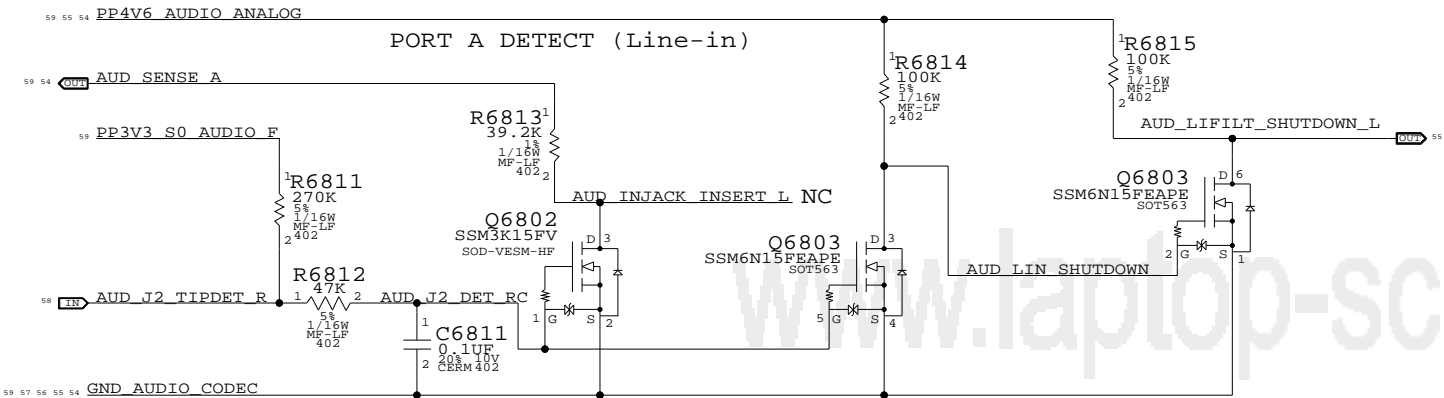 59 55 54 PP4V6_AUDIO_ANALOG
PORT A DETECT (Line-in)
59 54 OUT AUD_SENSE_A
59 PP3V3_S0_AUDIO_F
1
R6811
270K
5%
1/16W
MF-LF
2 402
R6812
47K
1 2
5%
1/16W
MF-LF
402
58 IN AUD_J2_TIPDET_R
AUD_J2_DET_RC
1
C6811
0.1UF
20% 10V
2 CERM 402
59 57 56 55 54 GND_AUDIO_CODEC
R6813 1
39.2K
1%
1/16W
MF-LF
402 2
AUD_INJACK_INSERT_L NC
Q6802
SSM3K15FV
SOD-VESM-HF
D 3
1 G S 2
1
R6814
100K
5%
1/16W
MF-LF
2 402
Q6803
SSM6N15FEAPE
SOT563
D 3
5 G S 4
AUD_LIN_SHUTDOWN
1
R6815
100K
5%
1/16W
MF-LF
2 402
AUD_LIFILT_SHUTDOWN_L
OUT 55
Q6803
SSM6N15FEAPE
SOT563
D 6
2 G S 1
www.laptop-sc